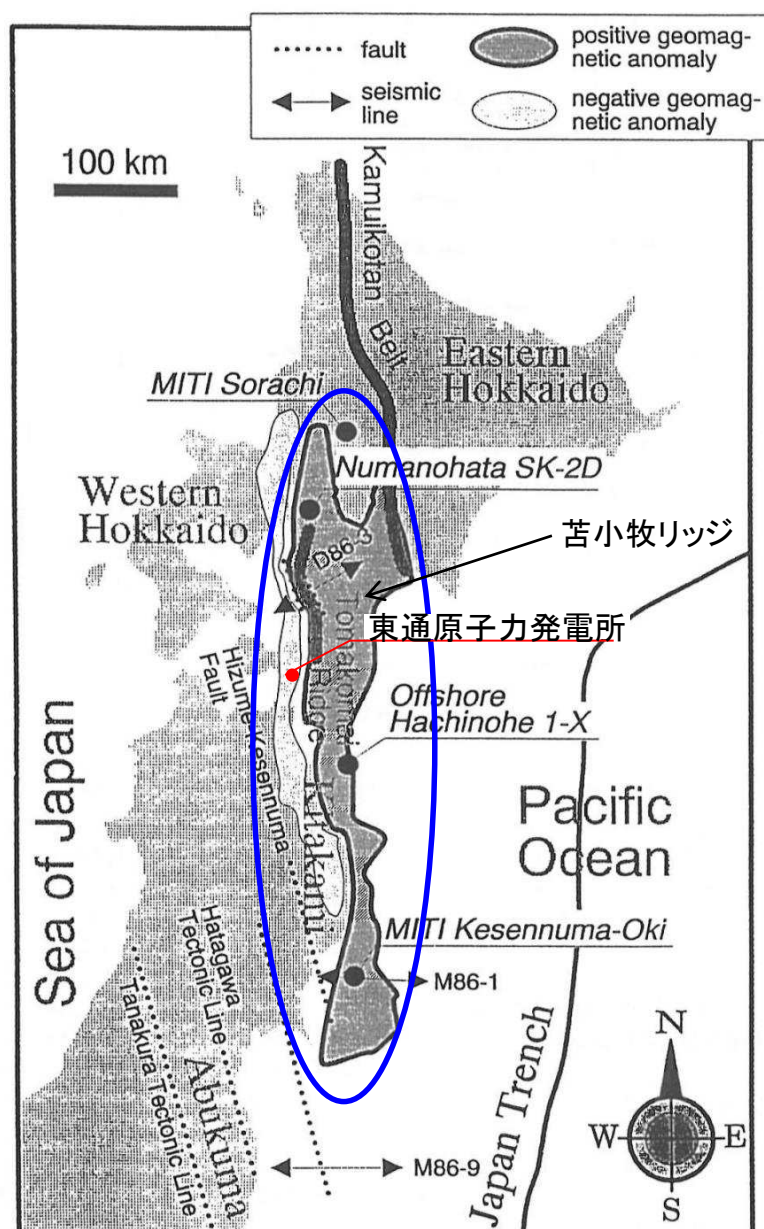 fault
positive geomag-
netic anomaly
seismic
line
negative geomag-
netic anomaly
100 km
Kamuikotan
Belt
Eastern
Hokkaido
MITI Sorachi
Numanohata SK-2D
Western
Hokkaido
D86-3
苫小牧リッジ
Tomakomai
Ridge
東通原子力発電所
Hizume-Kesennuma
Fault
Offshore
Hachinohe 1-X
Kitakami
Sea of Japan
Pacific
Ocean
MITI Kesennuma-Oki
M86-1
Hatagawa
Tectonic Line
Tanakura Tectonic Line
Abukuma
Japan Trench
M86-9
N
W
E
S